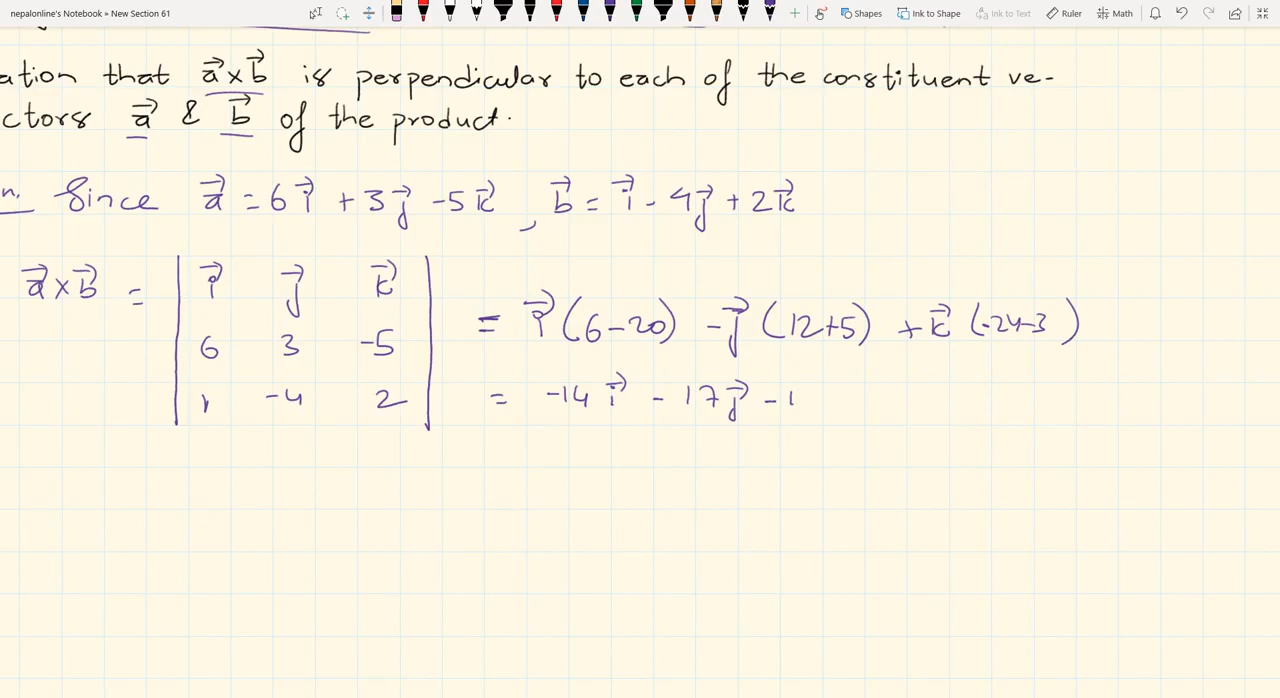 nepalonline's Notebook » New Section 61
Shapes Ink to Shape Ink to Text Ruler Math
ation that a⃗ × b⃗ is perpendicular to each of the constituent ve-
ctors a⃗ & b⃗ of the product.
n. Since a⃗ = 6i⃗ + 3j⃗ - 5k⃗ , b⃗ = i⃗ - 4j⃗ + 2k⃗
a⃗ × b⃗ = | i⃗ j⃗ k⃗ | = i⃗ (6-20) - j⃗ (12+5) + k⃗ (-24-3)
6 3 -5
1 -4 2 = -14 i⃗ - 17 j⃗ - 1